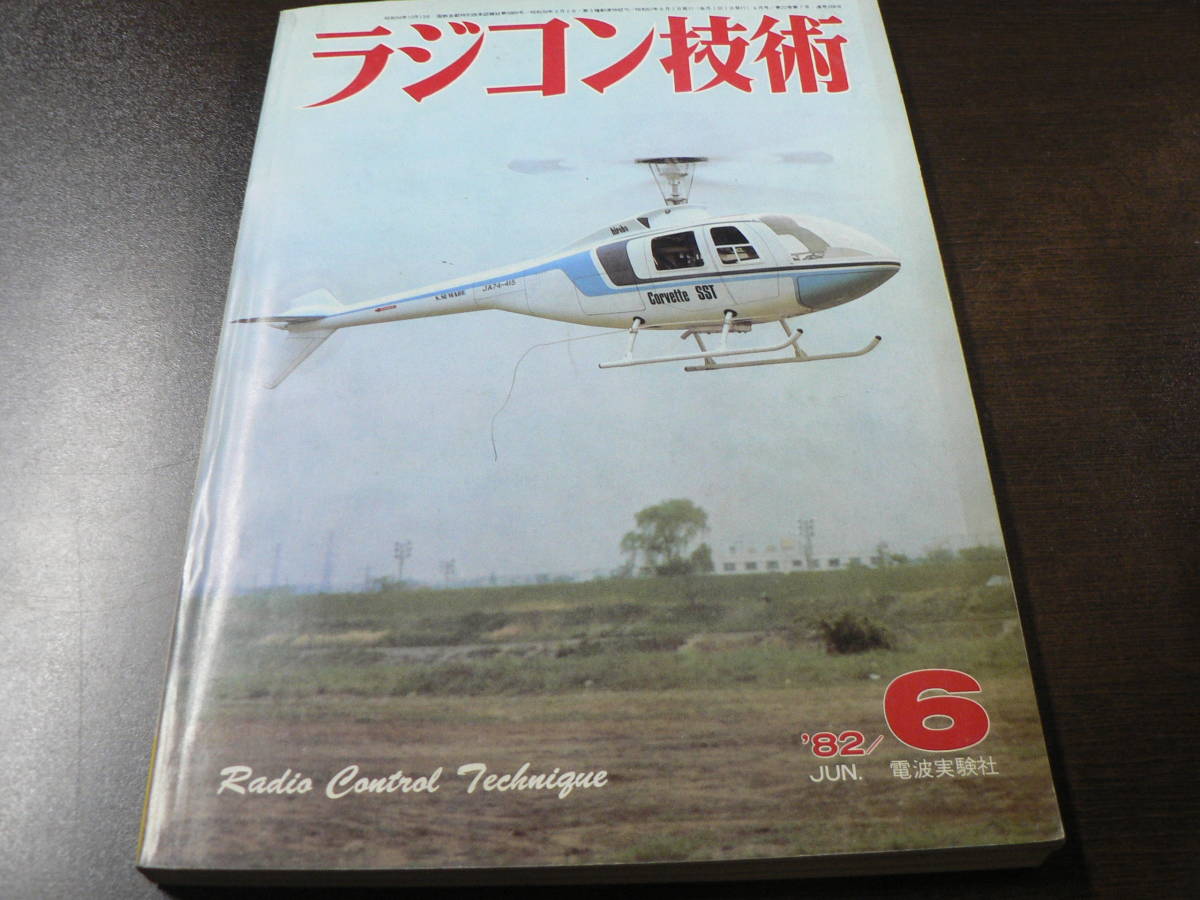 ラジコン技術
hirobo
JA74-415
Corvette SST
'82/6
JUN.
電波実験社
Radio Control Technique